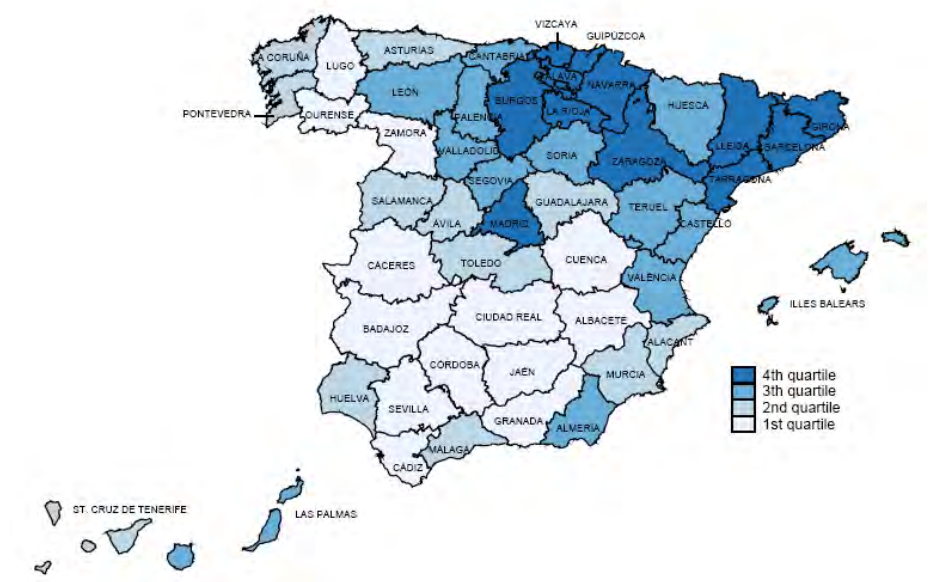 VIZCAYA
GUIPÚZCOA
A CORUÑA
LUGO
ASTURIAS
CANTABRIA
ÁLAVA
NAVARRA
LEÓN
BURGOS
LA RIOJA
HUESCA
PONTEVEDRA
OURENSE
PALENCIA
LLEIDA
GIRONA
BARCELONA
ZAMORA
VALLADOLID
SORIA
ZARAGOZA
TARRAGONA
SEGOVIA
SALAMANCA
ÁVILA
MADRID
GUADALAJARA
TERUEL
CASTELLO
CÁCERES
TOLEDO
CUENCA
VALÈNCIA
ILLES BALEARS
BADAJOZ
CIUDAD REAL
ALBACETE
ALACANT
CÓRDOBA
JAÉN
MURCIA
HUELVA
SEVILLA
GRANADA
ALMERÍA
MÁLAGA
CÁDIZ
4th quartile
3th quartile
2nd quartile
1st quartile
ST. CRUZ DE TENERIFE
LAS PALMAS